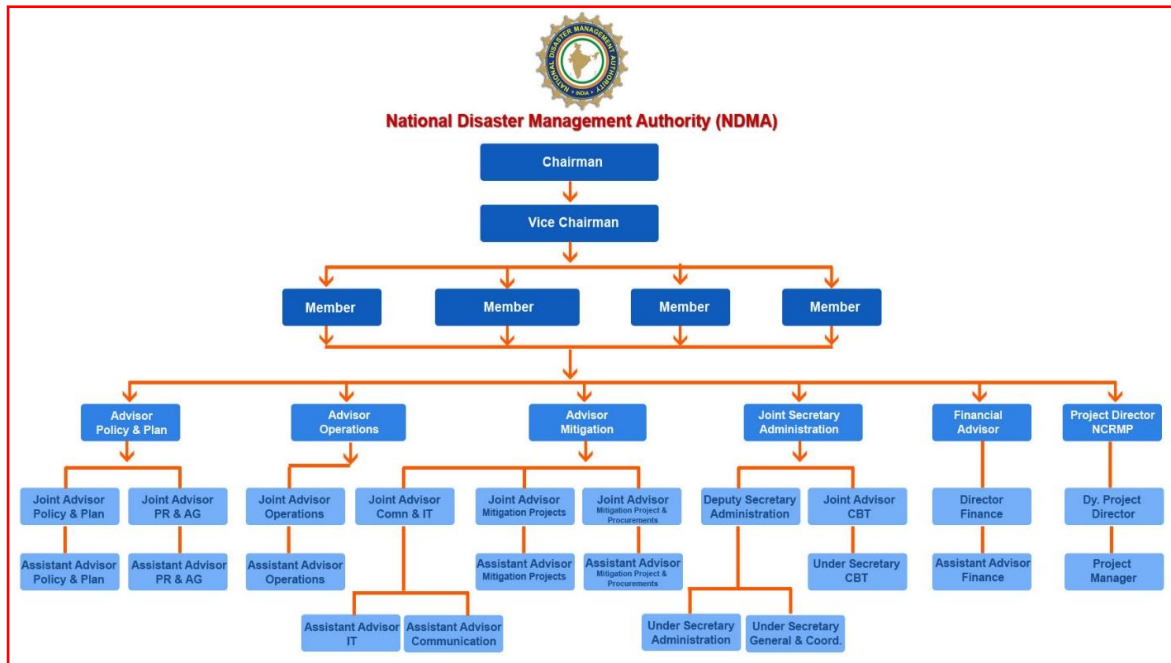 NATIONAL DISASTER MANAGEMENT AUTHORITY
National Disaster Management Authority (NDMA)
Chairman
Vice Chairman
Member
Member
Member
Member
Advisor
Policy & Plan
Advisor
Operations
Advisor
Mitigation
Joint Secretary
Administration
Financial
Advisor
Project Director
NCRMP
Joint Advisor
Policy & Plan
Joint Advisor
PR & AG
Joint Advisor
Operations
Joint Advisor
Comn & IT
Joint Advisor
Mitigation Projects
Joint Advisor
Mitigation Project &
Procurements
Deputy Secretary
Administration
Joint Advisor
CBT
Director
Finance
Dy. Project
Director
Assistant Advisor
Policy & Plan
Assistant Advisor
PR & AG
Assistant Advisor
Operations
Assistant Advisor
Mitigation Projects
Assistant Advisor
Mitigation Project &
Procurements
Under Secretary
CBT
Assistant Advisor
Finance
Project
Manager
Assistant Advisor
IT
Assistant Advisor
Communication
Under Secretary
Administration
Under Secretary
General & Coord.